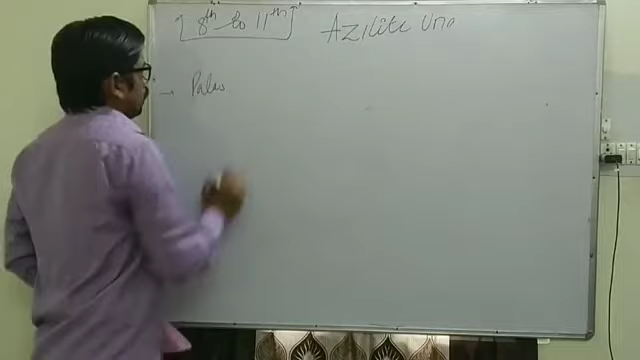 [8th to 11th] Azilite Uno
→ Palas